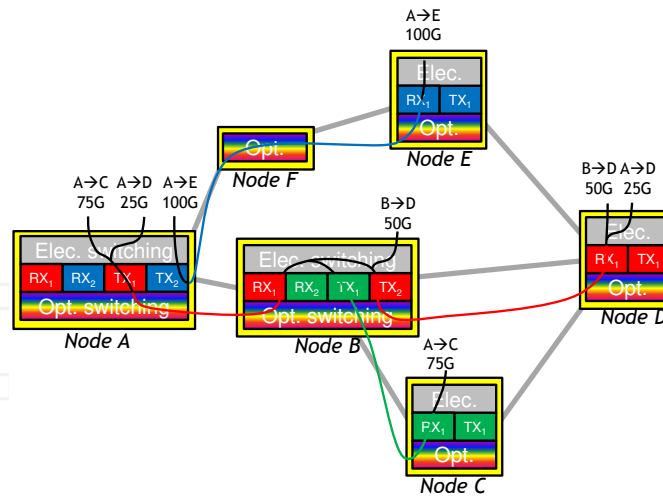 A→E
100G
Elec.
RX1 TX1
Opt.
Node E
Opt.
Node F
A→C A→D A→E
75G 25G 100G
Elec. switching
RX1 RX2 TX1 TX2
Opt. switching
Node A
B→D
50G
Elec. switching
RX1 RX2 TX1 TX2
Opt. switching
Node B
B→D A→D
50G 25G
Elec.
RX1 TX1
Opt.
Node D
A→C
75G
Elec.
RX1 TX1
Opt.
Node C